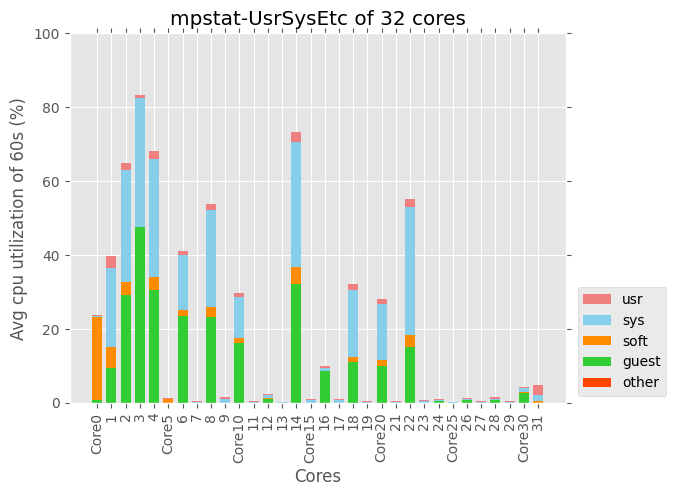 mpstat-UsrSysEtc of 32 cores
Avg cpu utilization of 60s (%)
100
80
60
40
20
0
Core0
1
2
3
4
Core5
6
7
8
9
Core10
11
12
13
14
Core15
16
17
18
19
Core20
21
22
23
24
Core25
26
27
28
29
Core30
31
Cores
usr
sys
soft
guest
other